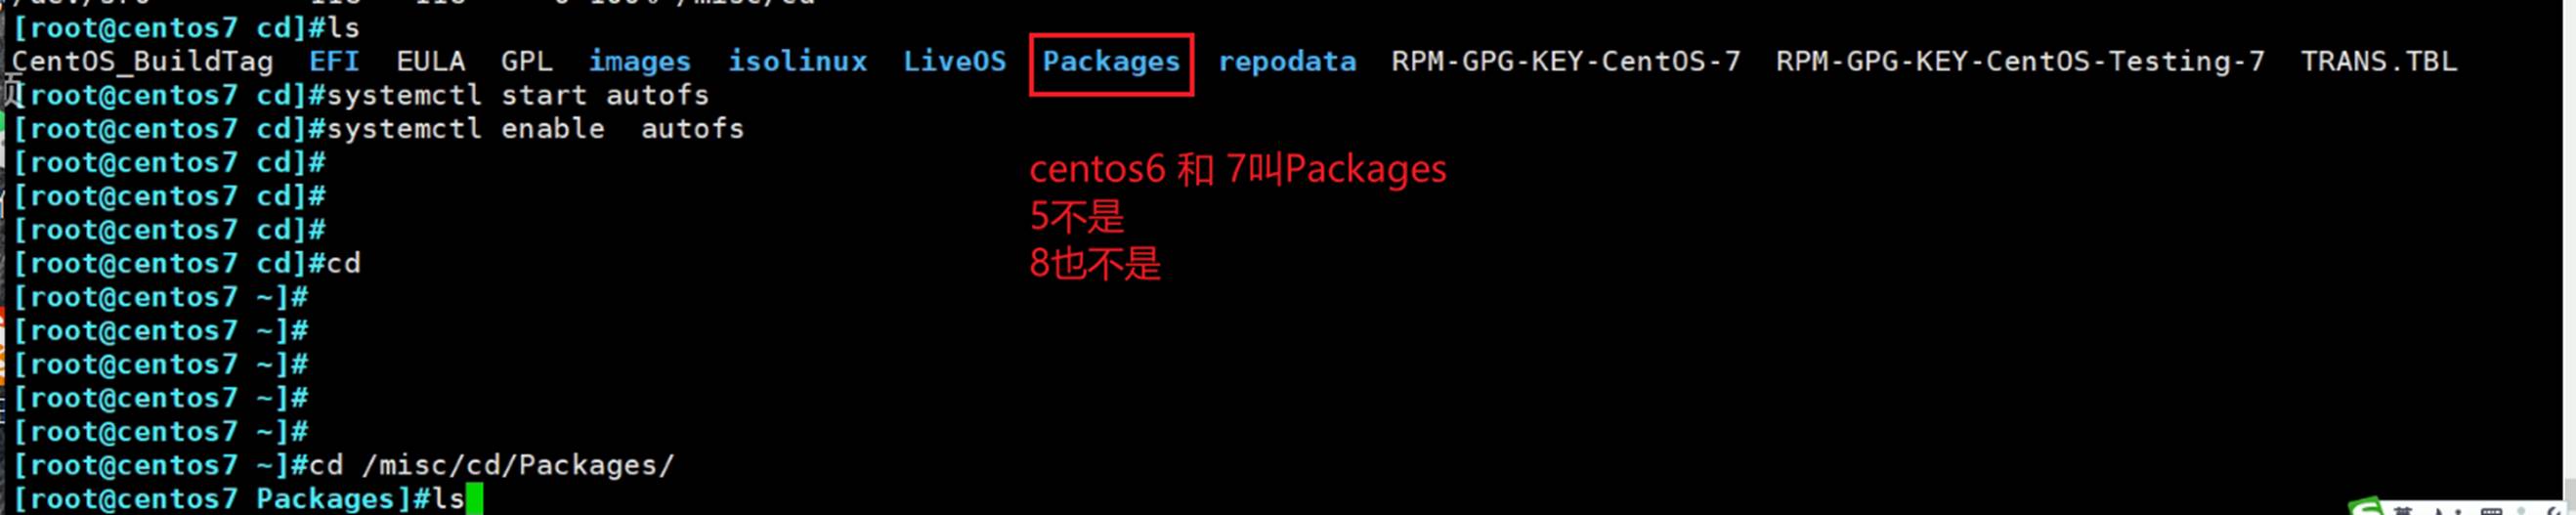 [root@centos7 cd]#ls
CentOS_BuildTag EFI EULA GPL images isolinux LiveOS Packages repodata RPM-GPG-KEY-CentOS-7 RPM-GPG-KEY-CentOS-Testing-7 TRANS.TBL
[root@centos7 cd]#systemctl start autofs
[root@centos7 cd]#systemctl enable  autofs
[root@centos7 cd]#
[root@centos7 cd]#
[root@centos7 cd]#
[root@centos7 cd]#cd
[root@centos7 ~]#
[root@centos7 ~]#
[root@centos7 ~]#
[root@centos7 ~]#
[root@centos7 ~]#
[root@centos7 ~]#cd /misc/cd/Packages/
[root@centos7 Packages]#ls
centos6 和 7叫Packages
5不是
8也不是